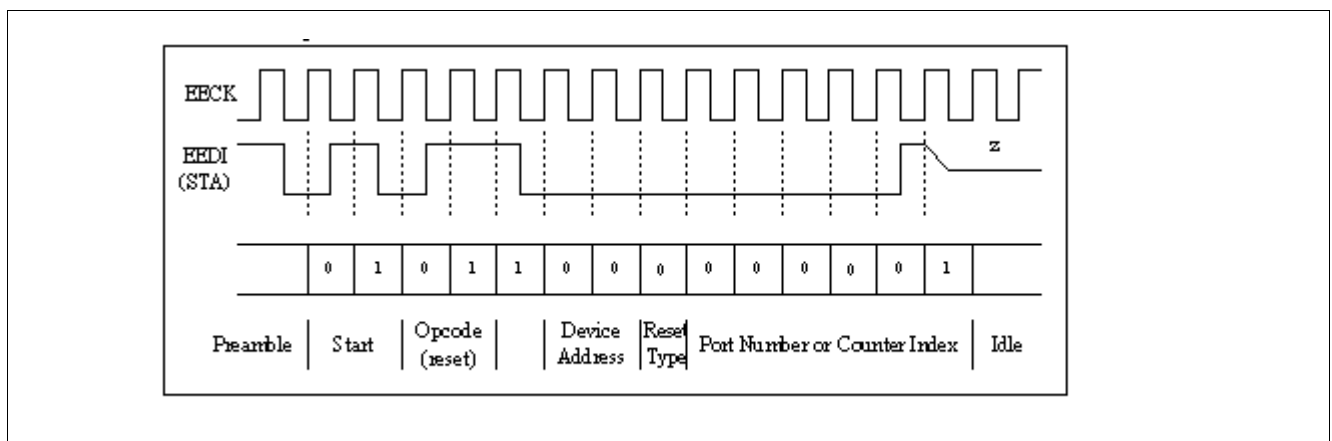 EECK
EEDI
z
(STA)
0 1 0 1 1 0 0 0 0 0 0 0 0 1
Preamble Start Opcode (reset) Device Address Reset Type Port Number or Counter Index Idle